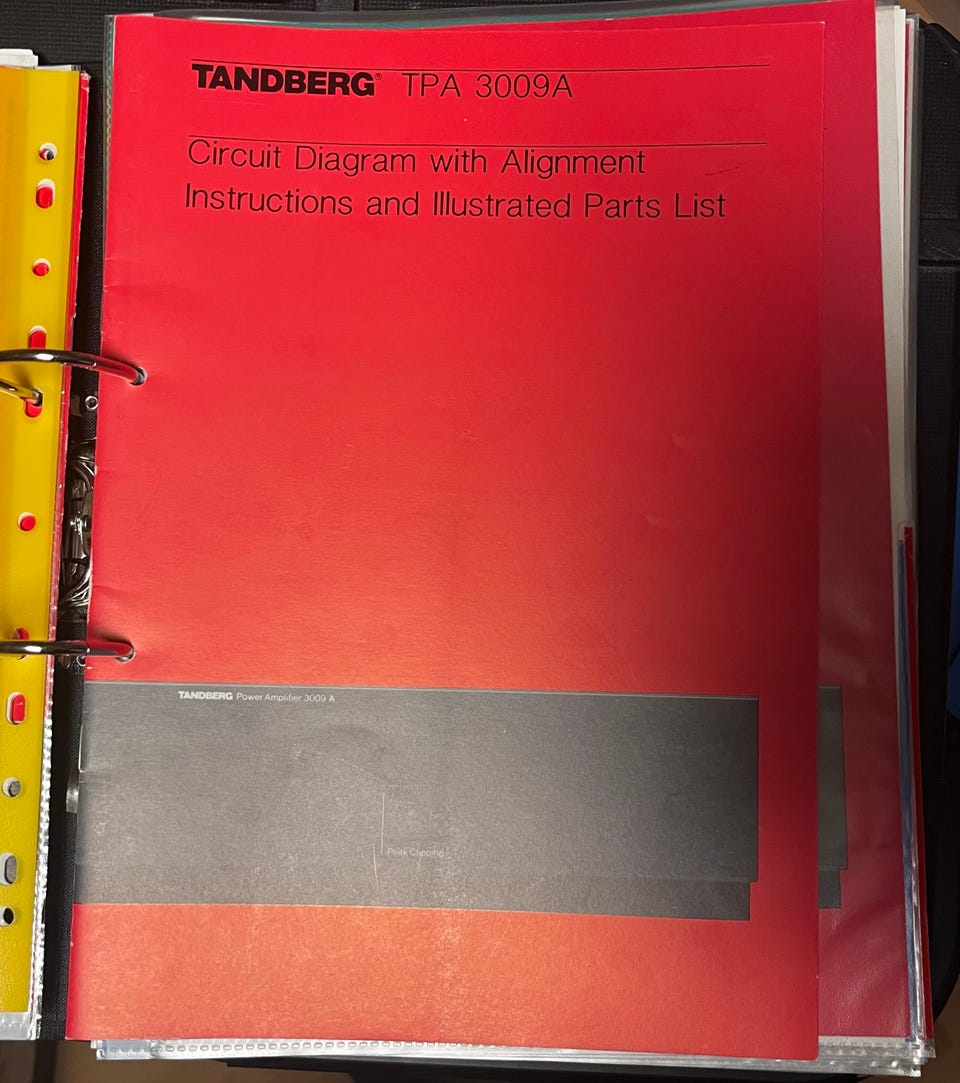 TANDBERG® TPA 3009A
Circuit Diagram with Alignment
Instructions and Illustrated Parts List
TANDBERG Power Amplifier 3009 A
Peak Clipping